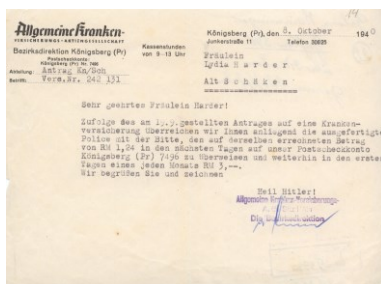 14
Allgemeine Kranken-
VERSICHERUNGS-AKTIENGESELLSCHAFT
Bezirksdirektion Königsberg (Pr)
Postscheckkonto:
Königsberg (Pr) Nr. 7496
Abteilung: Antrag Kn/Sch
Betrifft: Vers.Nr. 242 131
Kassenstunden
von 9-13 Uhr
Königsberg (Pr), den 8. Oktober 1940
Junkerstraße 11 Telefon
Fräulein
Lydia Harder
Alt Schäken
Sehr geehrtes Fräulein Harder!
Zufolge des am 19.9.gestellten Antrages auf eine Kranken-
versicherung überreichen wir Ihnen anliegend die ausgefertigte
Police mit der Bitte, den auf derselben errechneten Betrag
von RM 1,24 in den nächsten Tagen auf unser Postscheckkonto
Königsberg (Pr) 7496 zu überweisen und weiterhin in den ersten
Tagen eines jeden Monats RM 3,--.
Wir begrüßen Sie und zeichnen
Heil Hitler!
Allgemeine Kranken-Versicherungs-
Die Bezirksdirektion